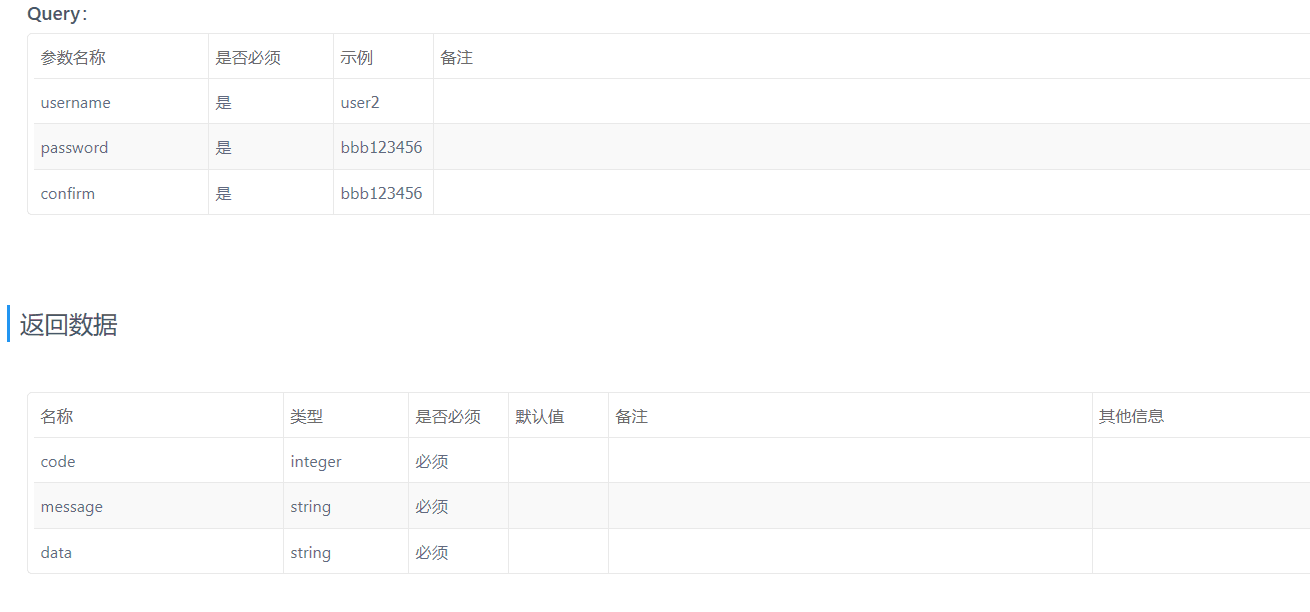 Query：
参数名称 是否必须 示例 备注
username 是 user2
password 是 bbb123456
confirm 是 bbb123456
返回数据
名称 类型 是否必须 默认值 备注 其他信息
code integer 必须
message string 必须
data string 必须